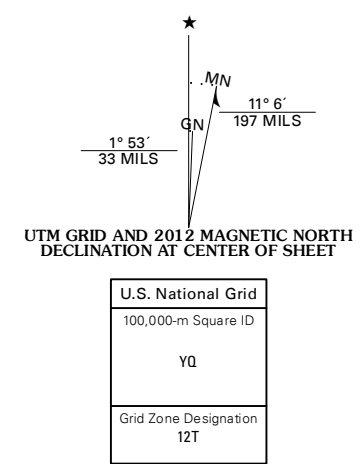 ★
MN
GN
11° 6´
197 MILS
1° 53´
33 MILS
UTM GRID AND 2012 MAGNETIC NORTH
DECLINATION AT CENTER OF SHEET
U.S. National Grid
100,000-m Square ID
YQ
Grid Zone Designation
12T